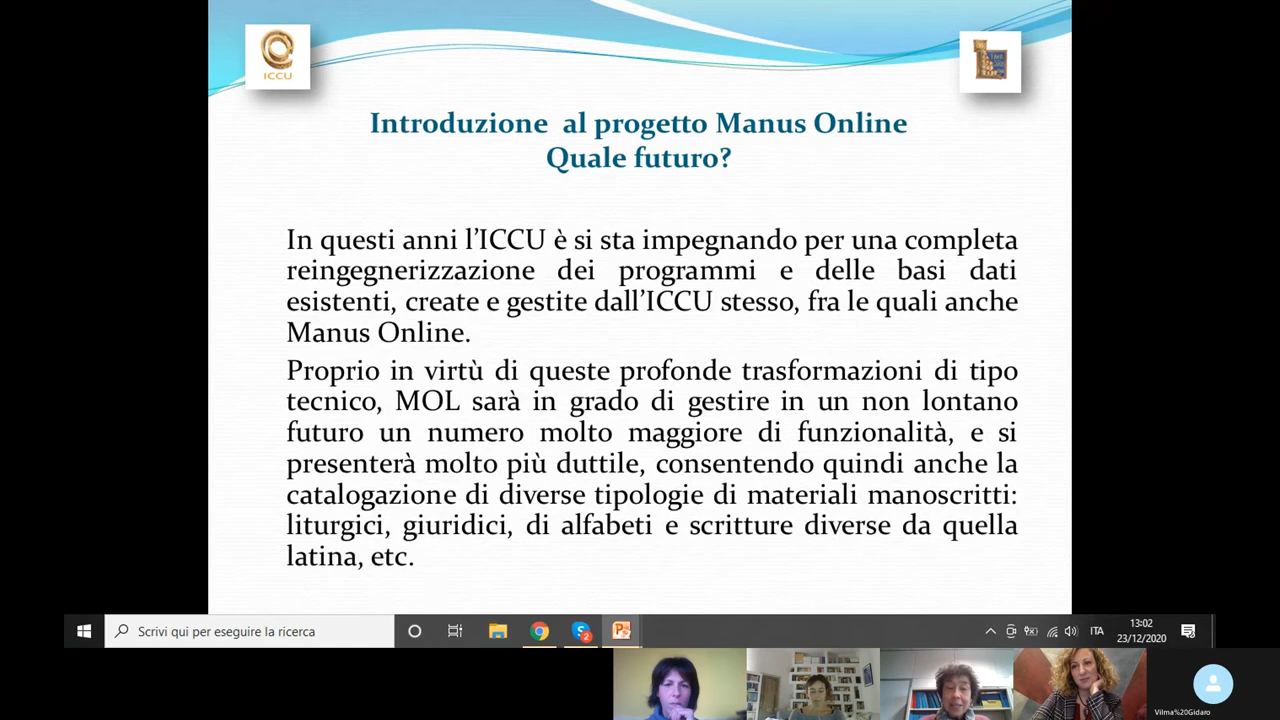 ICCU
Introduzione al progetto Manus Online
Quale futuro?
In questi anni l'ICCU è si sta impegnando per una completa
reingegnerizzazione dei programmi e delle basi dati
esistenti, create e gestite dall'ICCU stesso, fra le quali anche
Manus Online.
Proprio in virtù di queste profonde trasformazioni di tipo
tecnico, MOL sarà in grado di gestire in un non lontano
futuro un numero molto maggiore di funzionalità, e si
presenterà molto più duttile, consentendo quindi anche la
catalogazione di diverse tipologie di materiali manoscritti:
liturgici, giuridici, di alfabeti e scritture diverse da quella
latina, etc.
Scrivi qui per eseguire la ricerca
2
ITA
13:02
23/12/2020
Vilma%20Gidaro